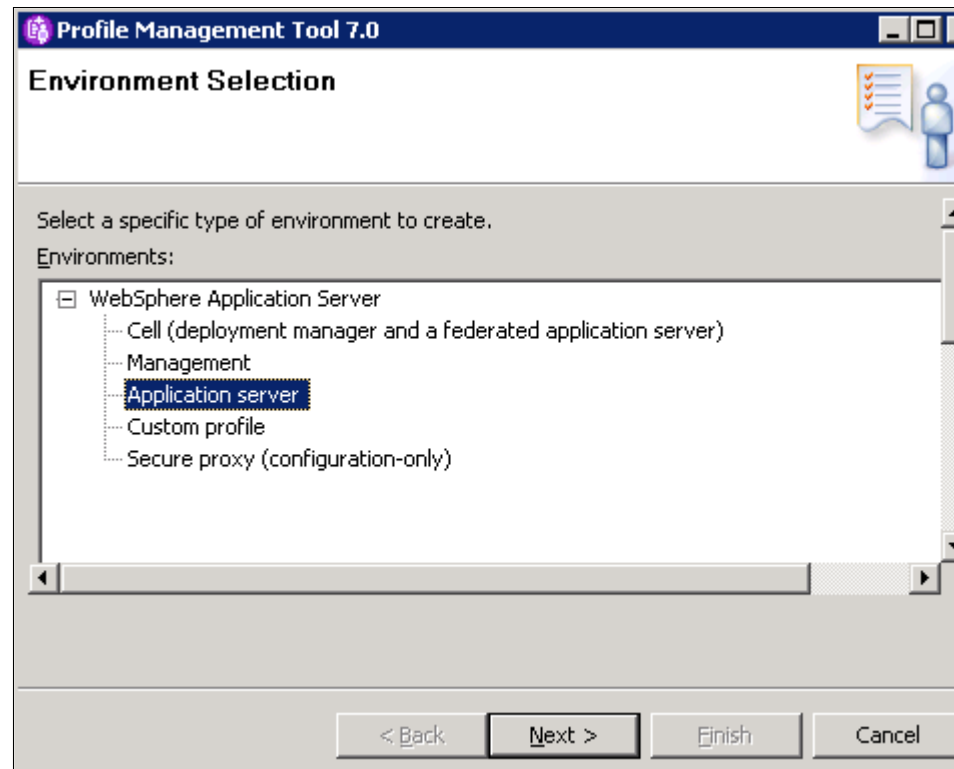 Profile Management Tool 7.0
Environment Selection
Select a specific type of environment to create.
Environments:
WebSphere Application Server
Cell (deployment manager and a federated application server)
Management
Application server
Custom profile
Secure proxy (configuration-only)
< Back
Next >
Finish
Cancel